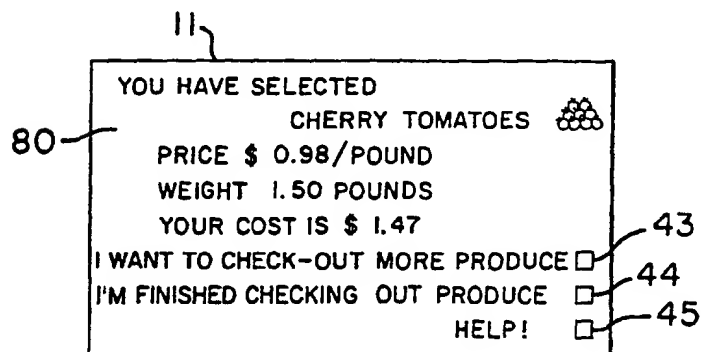 11
YOU HAVE SELECTED
CHERRY TOMATOES
80
PRICE $ 0.98/POUND
WEIGHT 1.50 POUNDS
YOUR COST IS $ 1.47
I WANT TO CHECK-OUT MORE PRODUCE
43
I'M FINISHED CHECKING OUT PRODUCE
44
HELP!
45